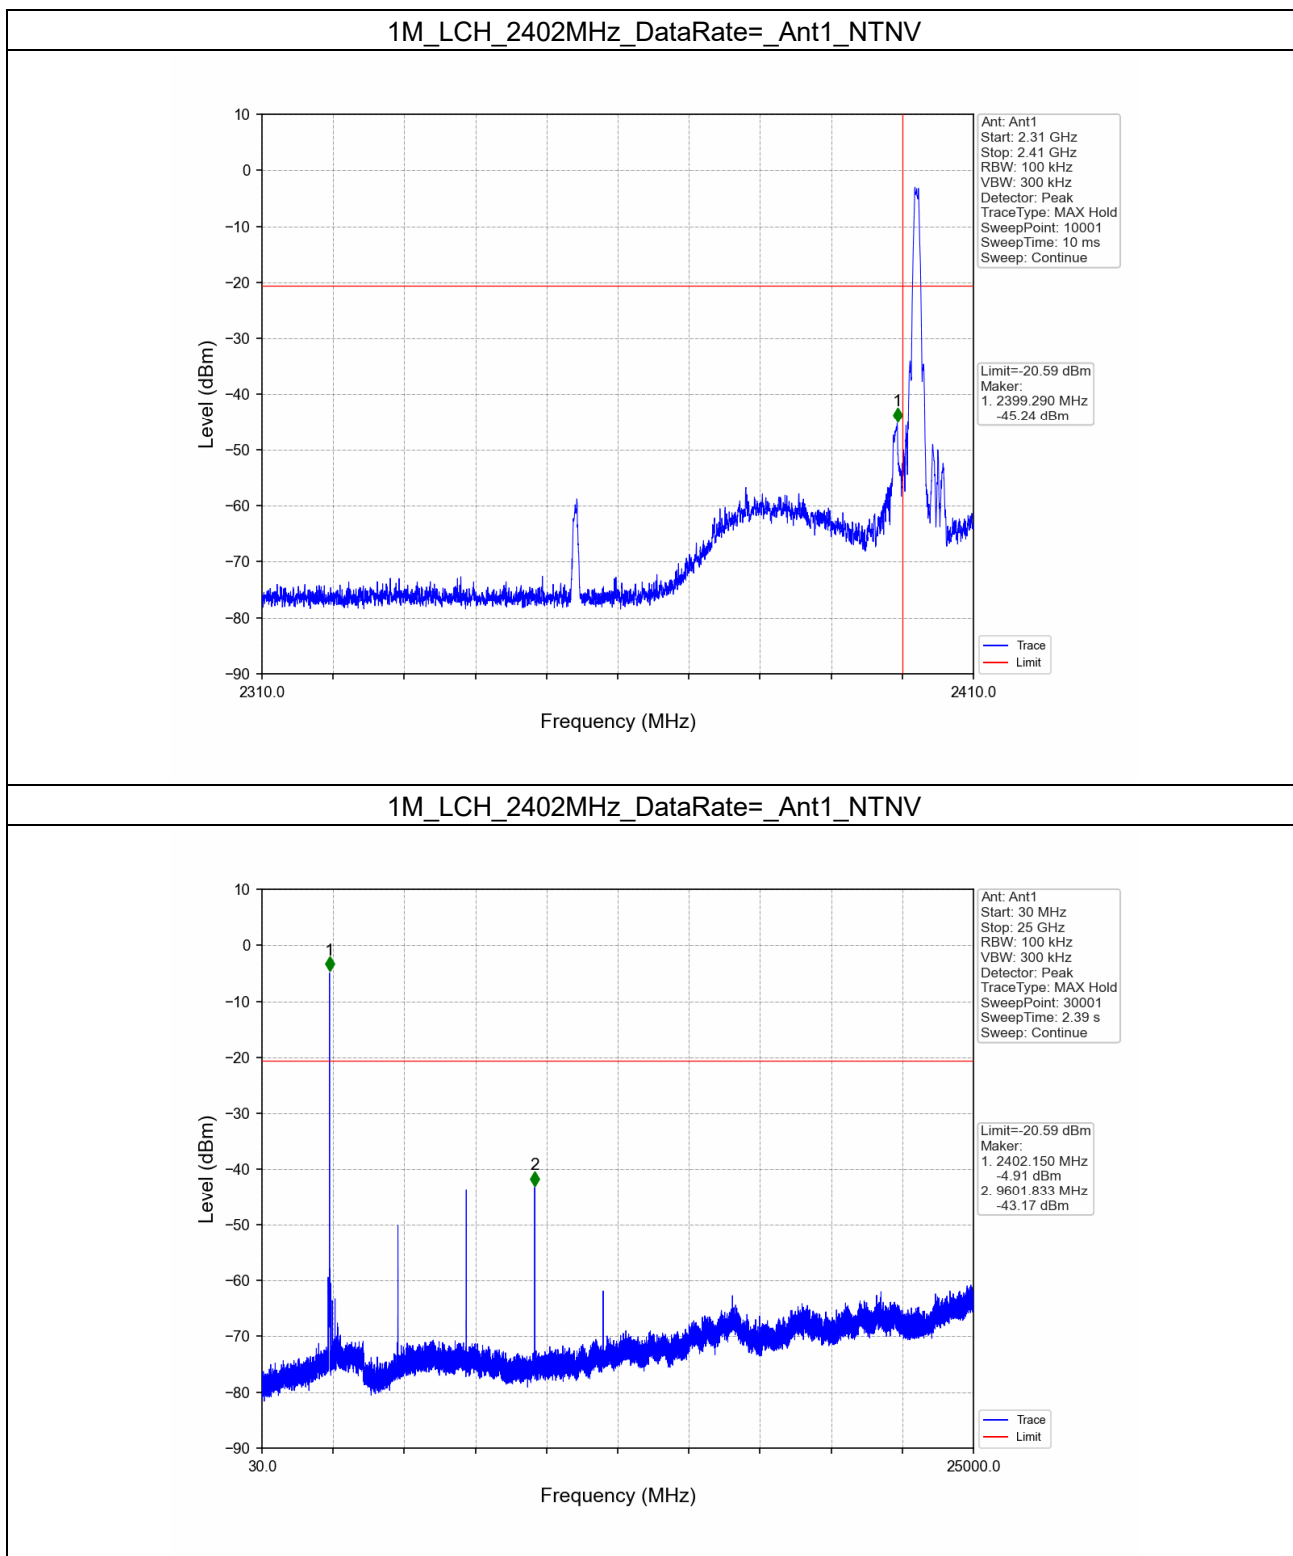 1M_LCH_2402MHz_DataRate=_Ant1_NTNV
10
0
−10
−20
−30
−40
−50
−60
−70
−80
−90
Level (dBm)
1
2310.0
2410.0
Frequency (MHz)
Ant: Ant1
Start: 2.31 GHz
Stop: 2.41 GHz
RBW: 100 kHz
VBW: 300 kHz
Detector: Peak
TraceType: MAX Hold
SweepPoint: 10001
SweepTime: 10 ms
Sweep: Continue
Limit=-20.59 dBm
Maker:
1. 2399.290 MHz
-45.24 dBm
Trace
Limit
1M_LCH_2402MHz_DataRate=_Ant1_NTNV
10
0
−10
−20
−30
−40
−50
−60
−70
−80
−90
Level (dBm)
1
2
30.0
25000.0
Frequency (MHz)
Ant: Ant1
Start: 30 MHz
Stop: 25 GHz
RBW: 100 kHz
VBW: 300 kHz
Detector: Peak
TraceType: MAX Hold
SweepPoint: 30001
SweepTime: 2.39 s
Sweep: Continue
Limit=-20.59 dBm
Maker:
1. 2402.150 MHz
-4.91 dBm
2. 9601.833 MHz
-43.17 dBm
Trace
Limit